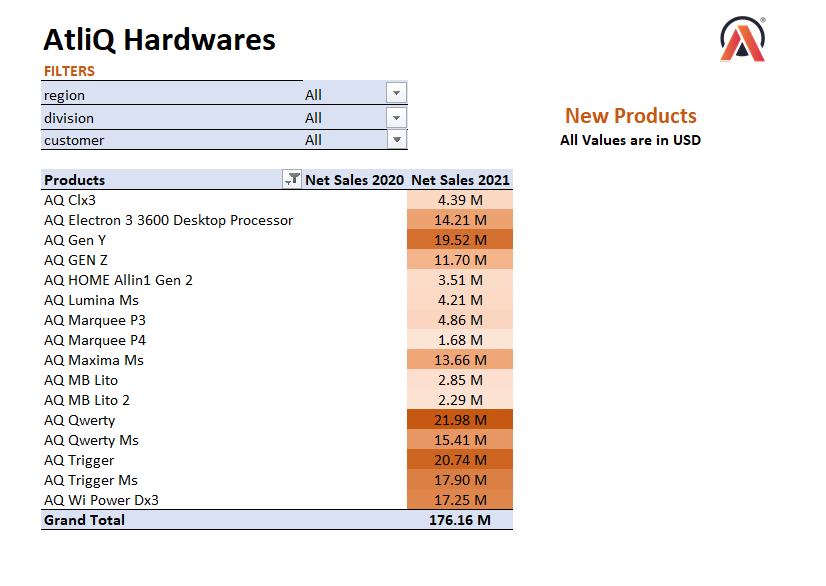 AtliQ Hardwares
FILTERS
region All
division All
customer All
New Products
All Values are in USD
Products Net Sales 2020 Net Sales 2021
AQ Clx3 4.39 M
AQ Electron 3 3600 Desktop Processor 14.21 M
AQ Gen Y 19.52 M
AQ GEN Z 11.70 M
AQ HOME Allin1 Gen 2 3.51 M
AQ Lumina Ms 4.21 M
AQ Marquee P3 4.86 M
AQ Marquee P4 1.68 M
AQ Maxima Ms 13.66 M
AQ MB Lito 2.85 M
AQ MB Lito 2 2.29 M
AQ Qwerty 21.98 M
AQ Qwerty Ms 15.41 M
AQ Trigger 20.74 M
AQ Trigger Ms 17.90 M
AQ Wi Power Dx3 17.25 M
Grand Total 176.16 M